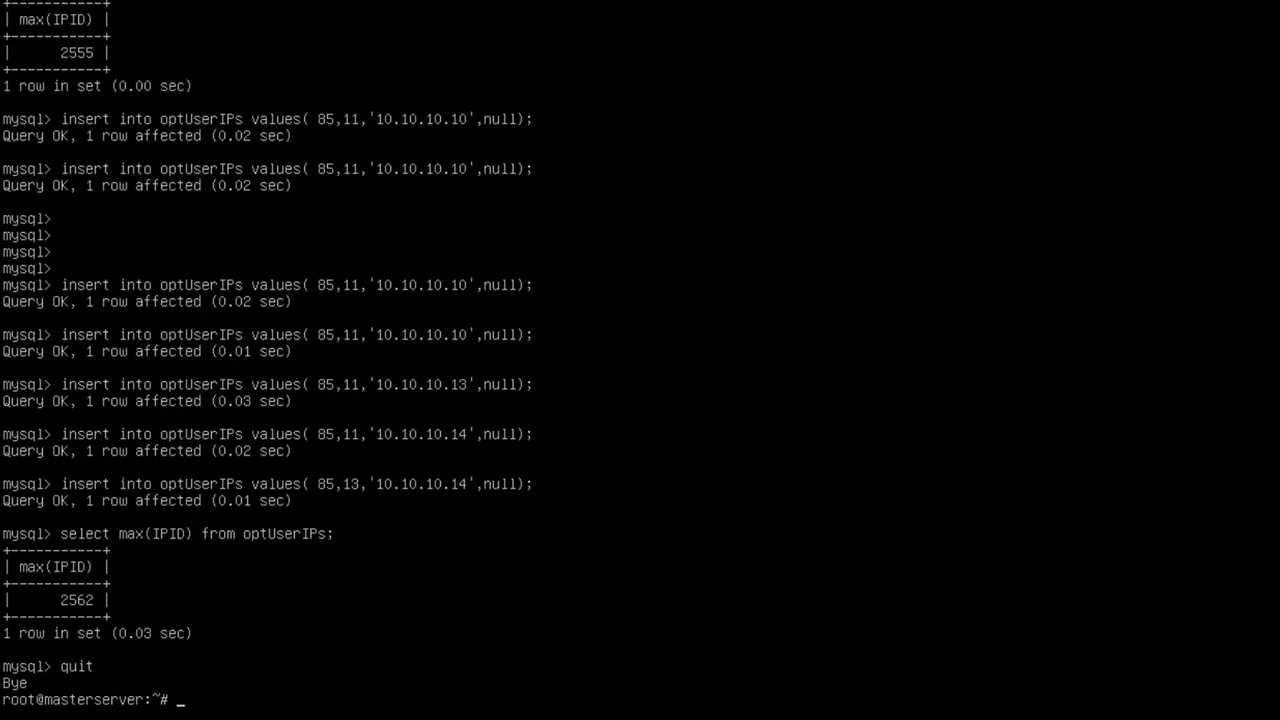 +-----------+
| max(IPID) |
+-----------+
|      2555 |
+-----------+
1 row in set (0.00 sec)
mysql> insert into optUserIPs values( 85,11,'10.10.10.10',null);
Query OK, 1 row affected (0.02 sec)
mysql> insert into optUserIPs values( 85,11,'10.10.10.10',null);
Query OK, 1 row affected (0.02 sec)
mysql>
mysql>
mysql>
mysql>
mysql> insert into optUserIPs values( 85,11,'10.10.10.10',null);
Query OK, 1 row affected (0.02 sec)
mysql> insert into optUserIPs values( 85,11,'10.10.10.10',null);
Query OK, 1 row affected (0.01 sec)
mysql> insert into optUserIPs values( 85,11,'10.10.10.13',null);
Query OK, 1 row affected (0.03 sec)
mysql> insert into optUserIPs values( 85,11,'10.10.10.14',null);
Query OK, 1 row affected (0.02 sec)
mysql> insert into optUserIPs values( 85,13,'10.10.10.14',null);
Query OK, 1 row affected (0.01 sec)
mysql> select max(IPID) from optUserIPs;
+-----------+
| max(IPID) |
+-----------+
|      2562 |
+-----------+
1 row in set (0.03 sec)
mysql> quit
Bye
root@masterserver:~# _